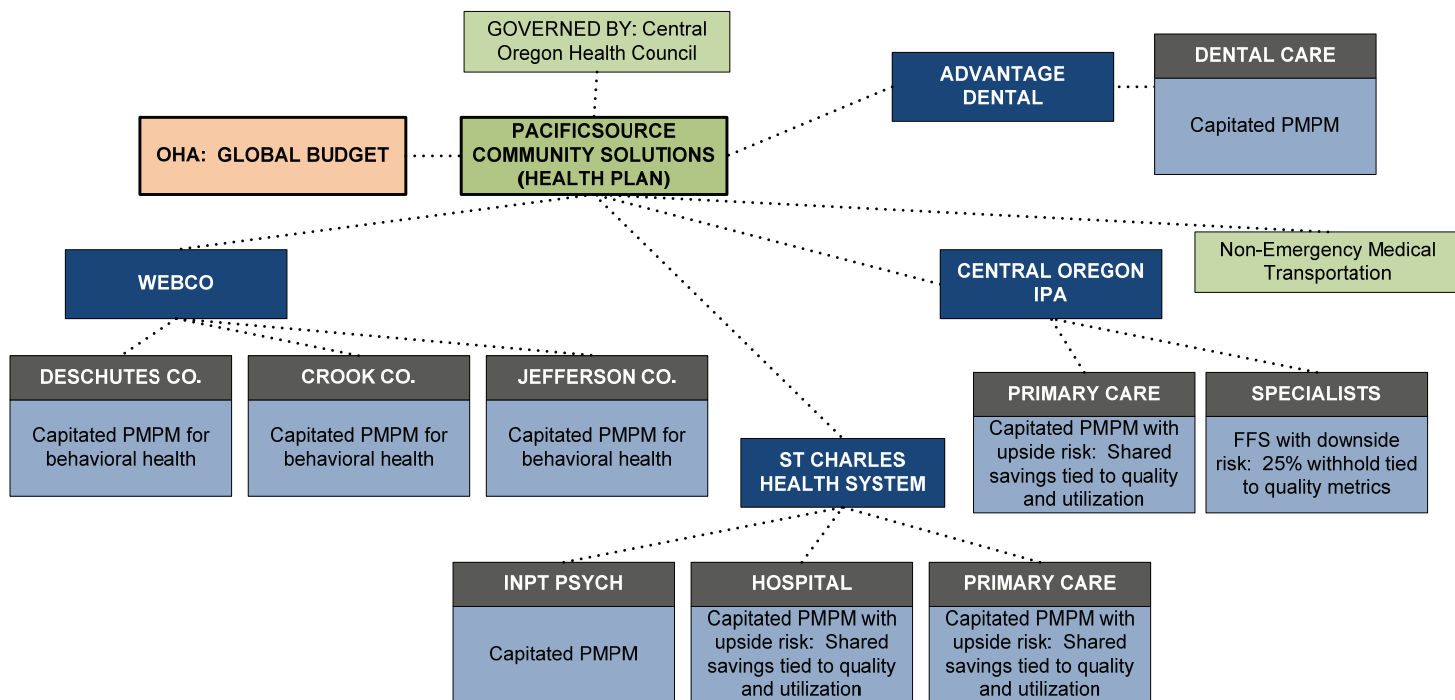 GOVERNED BY: Central
Oregon Health Council
ADVANTAGE
DENTAL
DENTAL CARE
Capitated PMPM
OHA: GLOBAL BUDGET
PACIFICSOURCE
COMMUNITY SOLUTIONS
(HEALTH PLAN)
Non-Emergency Medical
Transportation
WEBCO
CENTRAL OREGON
IPA
DESCHUTES CO.
Capitated PMPM for
behavioral health
CROOK CO.
Capitated PMPM for
behavioral health
JEFFERSON CO.
Capitated PMPM for
behavioral health
PRIMARY CARE
Capitated PMPM with
upside risk: Shared
savings tied to quality
and utilization
SPECIALISTS
FFS with downside
risk: 25% withhold tied
to quality metrics
ST CHARLES
HEALTH SYSTEM
INPT PSYCH
Capitated PMPM
HOSPITAL
Capitated PMPM with
upside risk: Shared
savings tied to quality
and utilization
PRIMARY CARE
Capitated PMPM with
upside risk: Shared
savings tied to quality
and utilization